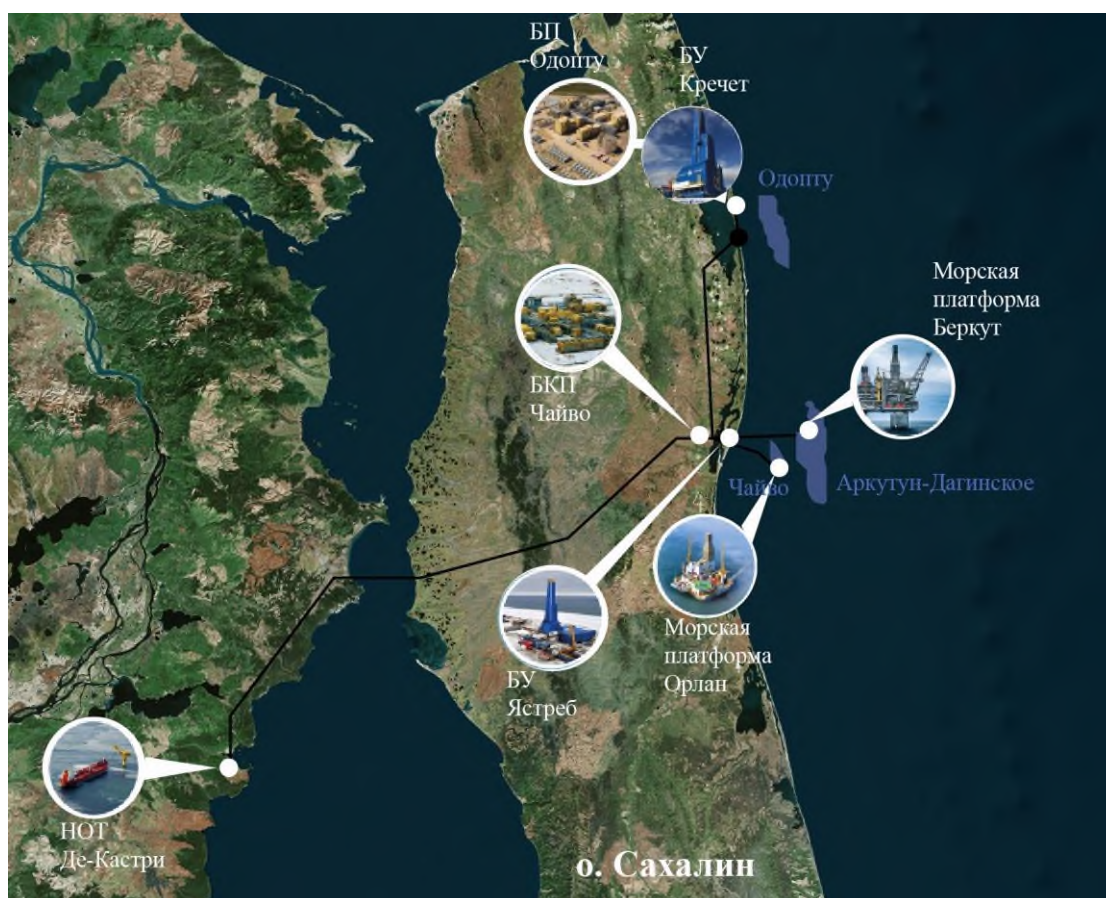 БП
Одопту
БУ
Кречет
Одопту
Морская
платформа
Беркут
БКП
Чайво
Чайво
Аркутун-Дагинское
БУ
Ястреб
Морская
платформа
Орлан
НОТ
Де-Кастри
о. Сахалин